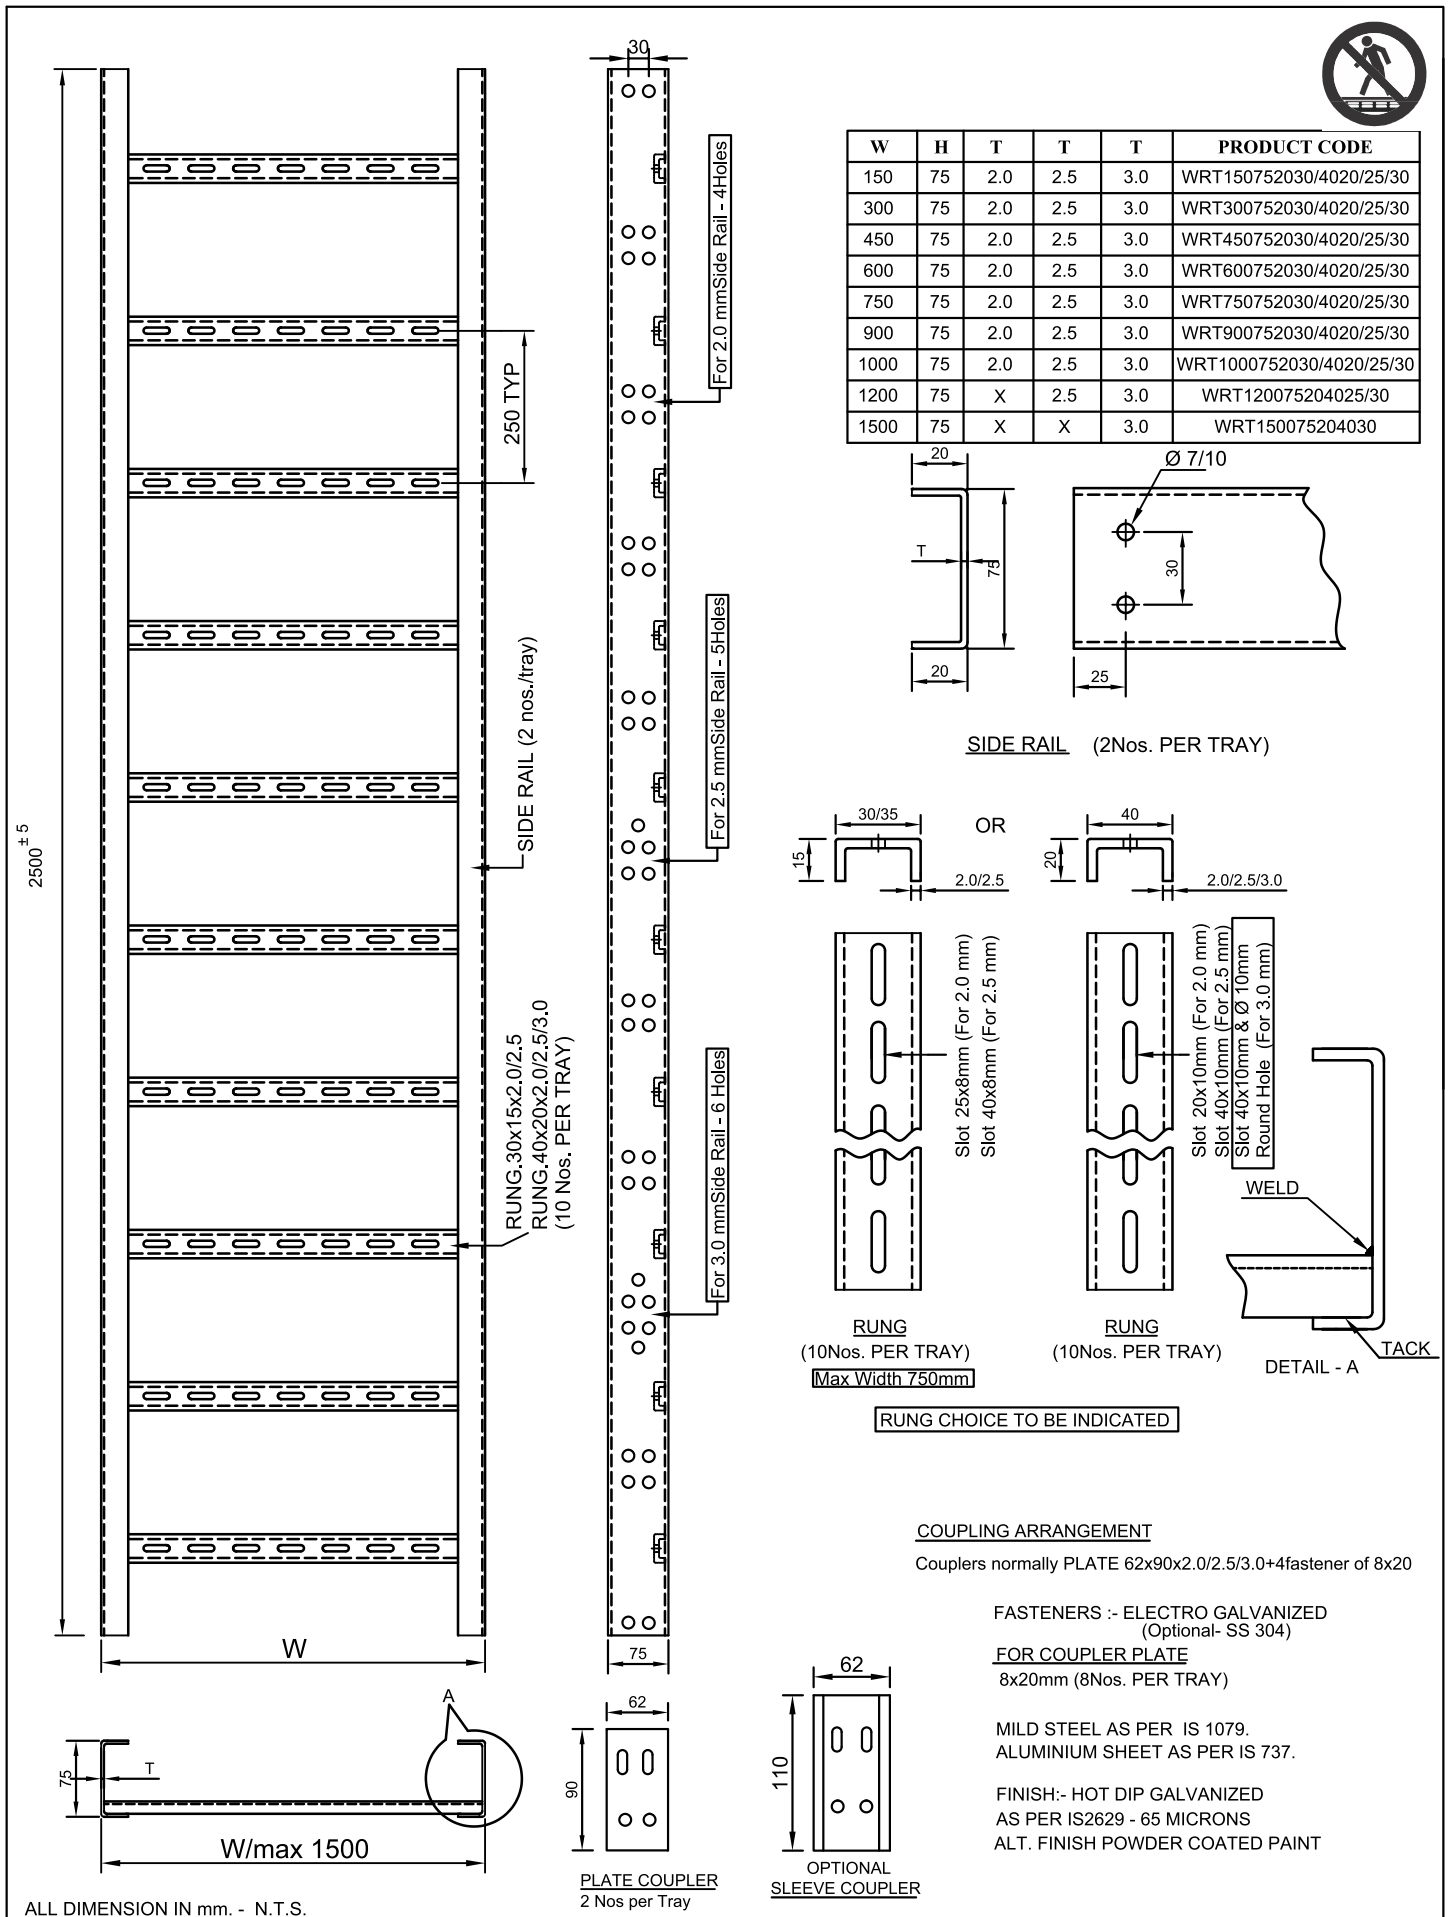 30
W H T T T PRODUCT CODE
150 75 2.0 2.5 3.0 WRT150752030/4020/25/30
300 75 2.0 2.5 3.0 WRT300752030/4020/25/30
450 75 2.0 2.5 3.0 WRT450752030/4020/25/30
600 75 2.0 2.5 3.0 WRT600752030/4020/25/30
750 75 2.0 2.5 3.0 WRT750752030/4020/25/30
900 75 2.0 2.5 3.0 WRT900752030/4020/25/30
1000 75 2.0 2.5 3.0 WRT1000752030/4020/25/30
1200 75 X 2.5 3.0 WRT120075204025/30
1500 75 X X 3.0 WRT150075204030
For 2.0 mmSide Rail - 4Holes
250 TYP
20
Ø 7/10
T
75
30
20
25
SIDE RAIL (2Nos. PER TRAY)
SIDE RAIL (2 nos./tray)
For 2.5 mmSide Rail - 5Holes
2500 ± 5
30/35
OR
40
15
2.0/2.5
20
2.0/2.5/3.0
Slot 25x8mm (For 2.0 mm)
Slot 40x8mm (For 2.5 mm)
Slot 20x10mm (For 2.0 mm)
Slot 40x10mm (For 2.5 mm)
Slot 40x10mm & Ø 10mm
Round Hole (For 3.0 mm)
RUNG.30x15x2.0/2.5
RUNG.40x20x2.0/2.5/3.0
(10 Nos. PER TRAY)
For 3.0 mmSide Rail - 6 Holes
WELD
RUNG
(10Nos. PER TRAY)
Max Width 750mm
RUNG
(10Nos. PER TRAY)
TACK
DETAIL - A
RUNG CHOICE TO BE INDICATED
COUPLING ARRANGEMENT
Couplers normally PLATE 62x90x2.0/2.5/3.0+4fastener of 8x20
FASTENERS :- ELECTRO GALVANIZED
(Optional- SS 304)
FOR COUPLER PLATE
8x20mm (8Nos. PER TRAY)
MILD STEEL AS PER IS 1079.
ALUMINIUM SHEET AS PER IS 737.
FINISH:- HOT DIP GALVANIZED
AS PER IS2629 - 65 MICRONS
ALT. FINISH POWDER COATED PAINT
W
75
A
75
T
W/max 1500
62
90
PLATE COUPLER
2 Nos per Tray
62
110
OPTIONAL
SLEEVE COUPLER
ALL DIMENSION IN mm. - N.T.S.